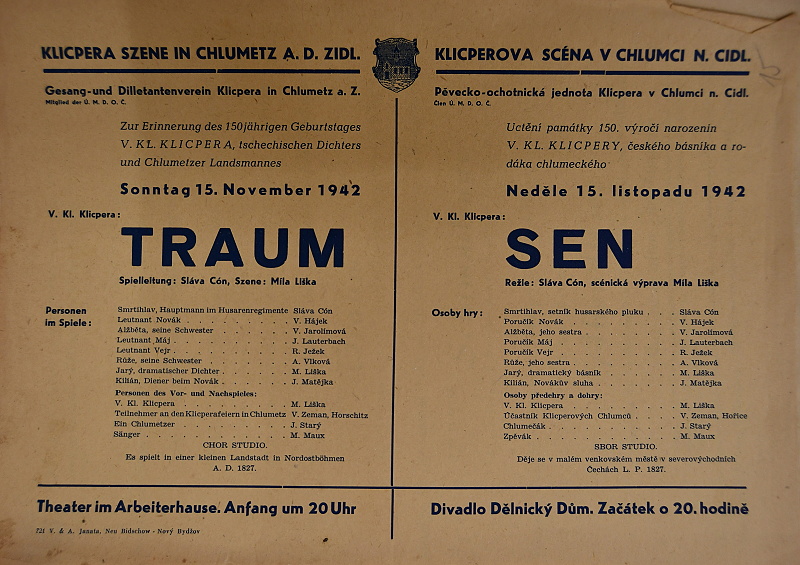 KLICPERA SZENE IN CHLUMETZ A. D. ZIDL.
Gesang-und Dilletantenverein Klicpera in Chlumetz a. Z.
Mitglied der Ú. M. D. O. Č.
Zur Erinnerung des 150jährigen Geburtstages
V. KL. KLICPERA, tschechischen Dichters
und Chlumetzer Landsmannes
Sonntag 15. November 1942
V. Kl. Klicpera:
TRAUM
Spielleitung: Sláva Cón, Szene: Míla Liška
Personen
im Spiele:
Smrtihlav, Hauptmann im Husarenregimente Sláva Cón
Leutnant Novák . . . . . . . . . . V. Hájek
Alžběta, seine Schwester . . . . . . . V. Jarolímová
Leutnant Máj . . . . . . . . . . . J. Lauterbach
Leutnant Vejr . . . . . . . . . . . R. Ježek
Růže, seine Schwester . . . . . . . . A. Vlková
Jarý, dramatischer Dichter . . . . . . . M. Liška
Kilián, Diener beim Novák . . . . . . . J. Matějka
Personen des Vor- und Nachspieles:
V. Kl. Klicpera . . . . . . . . . . M. Liška
Teilnehmer an den Klicperafeiern in Chlumetz V. Zeman, Horschitz
Ein Chlumetzer . . . . . . . . . . J. Starý
Sänger . . . . . . . . . . . . . M. Maux
CHOR STUDIO.
Es spielt in einer kleinen Landstadt in Nordostböhmen
A. D. 1827.
Theater im Arbeiterhause. Anfang um 20 Uhr
721 V. & A. Janata, Neu Bidschow - Nový Bydžov
KLICPEROVA SCÉNA V CHLUMCI N. CIDL.
Pěvecko-ochotnická jednota Klicpera v Chlumci n. Cidl.
Člen Ú. M. D. O. Č.
Uctění památky 150. výročí narozenin
V. KL. KLICPERY, českého básníka a ro-
dáka chlumeckého
Neděle 15. listopadu 1942
V. Kl. Klicpera:
SEN
Režie: Sláva Cón, scénická výprava Míla Liška
Osoby hry:
Smrtihlav, setník husarského pluku . . . Sláva Cón
Poručík Novák . . . . . . . . . V. Hájek
Alžběta, jeho sestra . . . . . . . . V. Jarolímová
Poručík Máj . . . . . . . . . . J. Lauterbach
Poručík Vejr . . . . . . . . . . R. Ježek
Růže, jeho sestra . . . . . . . . . A. Vlková
Jarý, dramatický básník . . . . . . . M. Liška
Kilián, Novákův sluha . . . . . . . . J. Matějka
Osoby předehry a dohry:
V. Kl. Klicpera . . . . . . . . . M. Liška
Účastník Klicperových Chlumců . . . . V. Zeman, Hořice
Chlumečák . . . . . . . . . . . J. Starý
Zpěvák . . . . . . . . . . . . M. Maux
SBOR STUDIO.
Děje se v malém venkovském městě v severovýchodních
Čechách L. P. 1827.
Divadlo Dělnický Dům. Začátek o 20. hodině